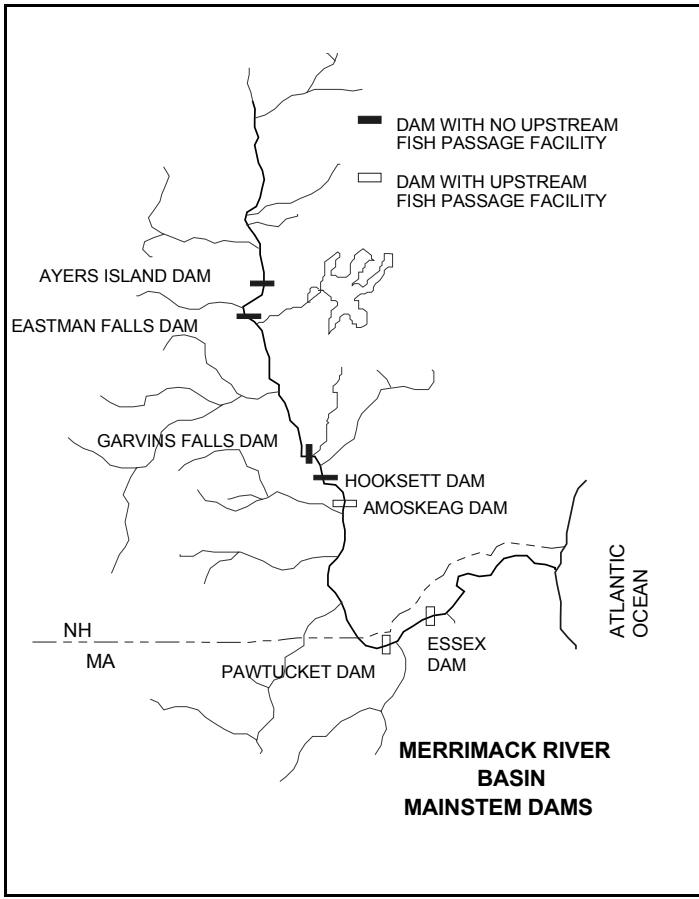 DAM WITH NO UPSTREAM
FISH PASSAGE FACILITY
DAM WITH UPSTREAM
FISH PASSAGE FACILITY
AYERS ISLAND DAM
EASTMAN FALLS DAM
GARVINS FALLS DAM
HOOKSETT DAM
AMOSKEAG DAM
ATLANTIC
OCEAN
NH
MA
ESSEX
DAM
PAWTUCKET DAM
MERRIMACK RIVER
BASIN
MAINSTEM DAMS